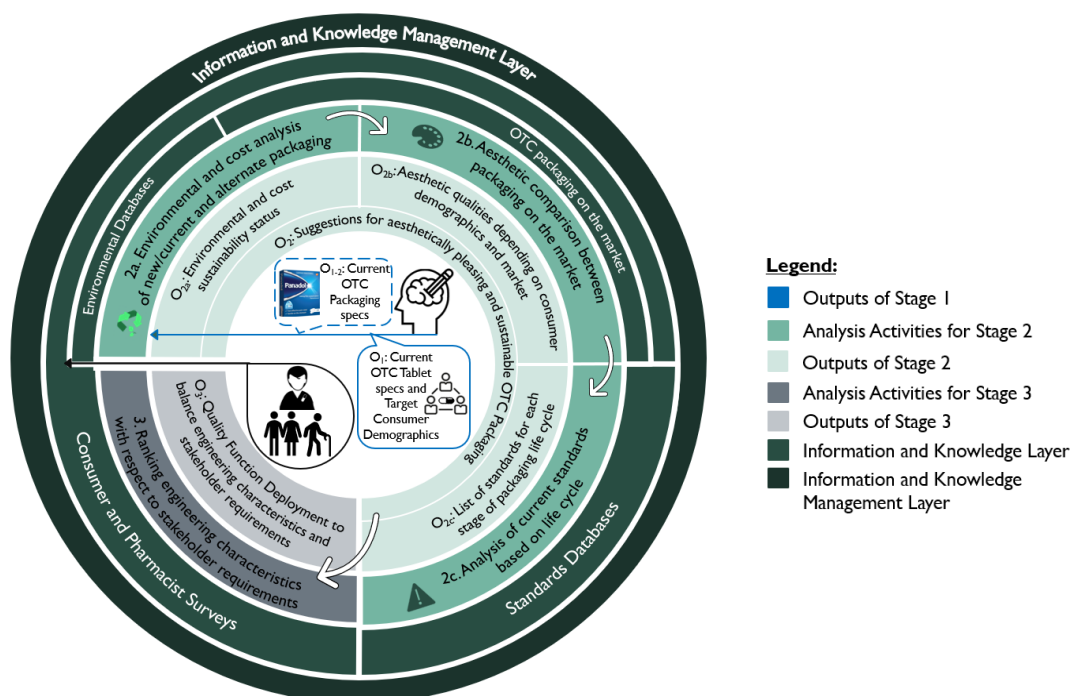 Information and Knowledge Management Layer
Environmental Databases
OTC packaging on the market
2a. Environmental and cost analysis
of new/current and alternate packaging
2b. Aesthetic comparison between
packaging on the market
O2a: Environmental and cost
sustainability status
O2b: Aesthetic qualities depending on consumer
demographics and market
O2: Suggestions for aesthetically pleasing and sustainable OTC Packaging
Panadol
O1-2: Current
OTC
Packaging
specs
O1: Current
OTC Tablet
specs and
Target
Consumer
Demographics
O3: Quality Function Deployment to
balance engineering characteristics and
stakeholder requirements
3. Ranking engineering characteristics
with respect to stakeholder requirements
Consumer and Pharmacist Surveys
O2c: List of standards for each
stage of packaging life cycle
2c. Analysis of current standards
based on life cycle
Standards Databases
Legend:
Outputs of Stage 1
Analysis Activities for Stage 2
Outputs of Stage 2
Analysis Activities for Stage 3
Outputs of Stage 3
Information and Knowledge Layer
Information and Knowledge
Management Layer